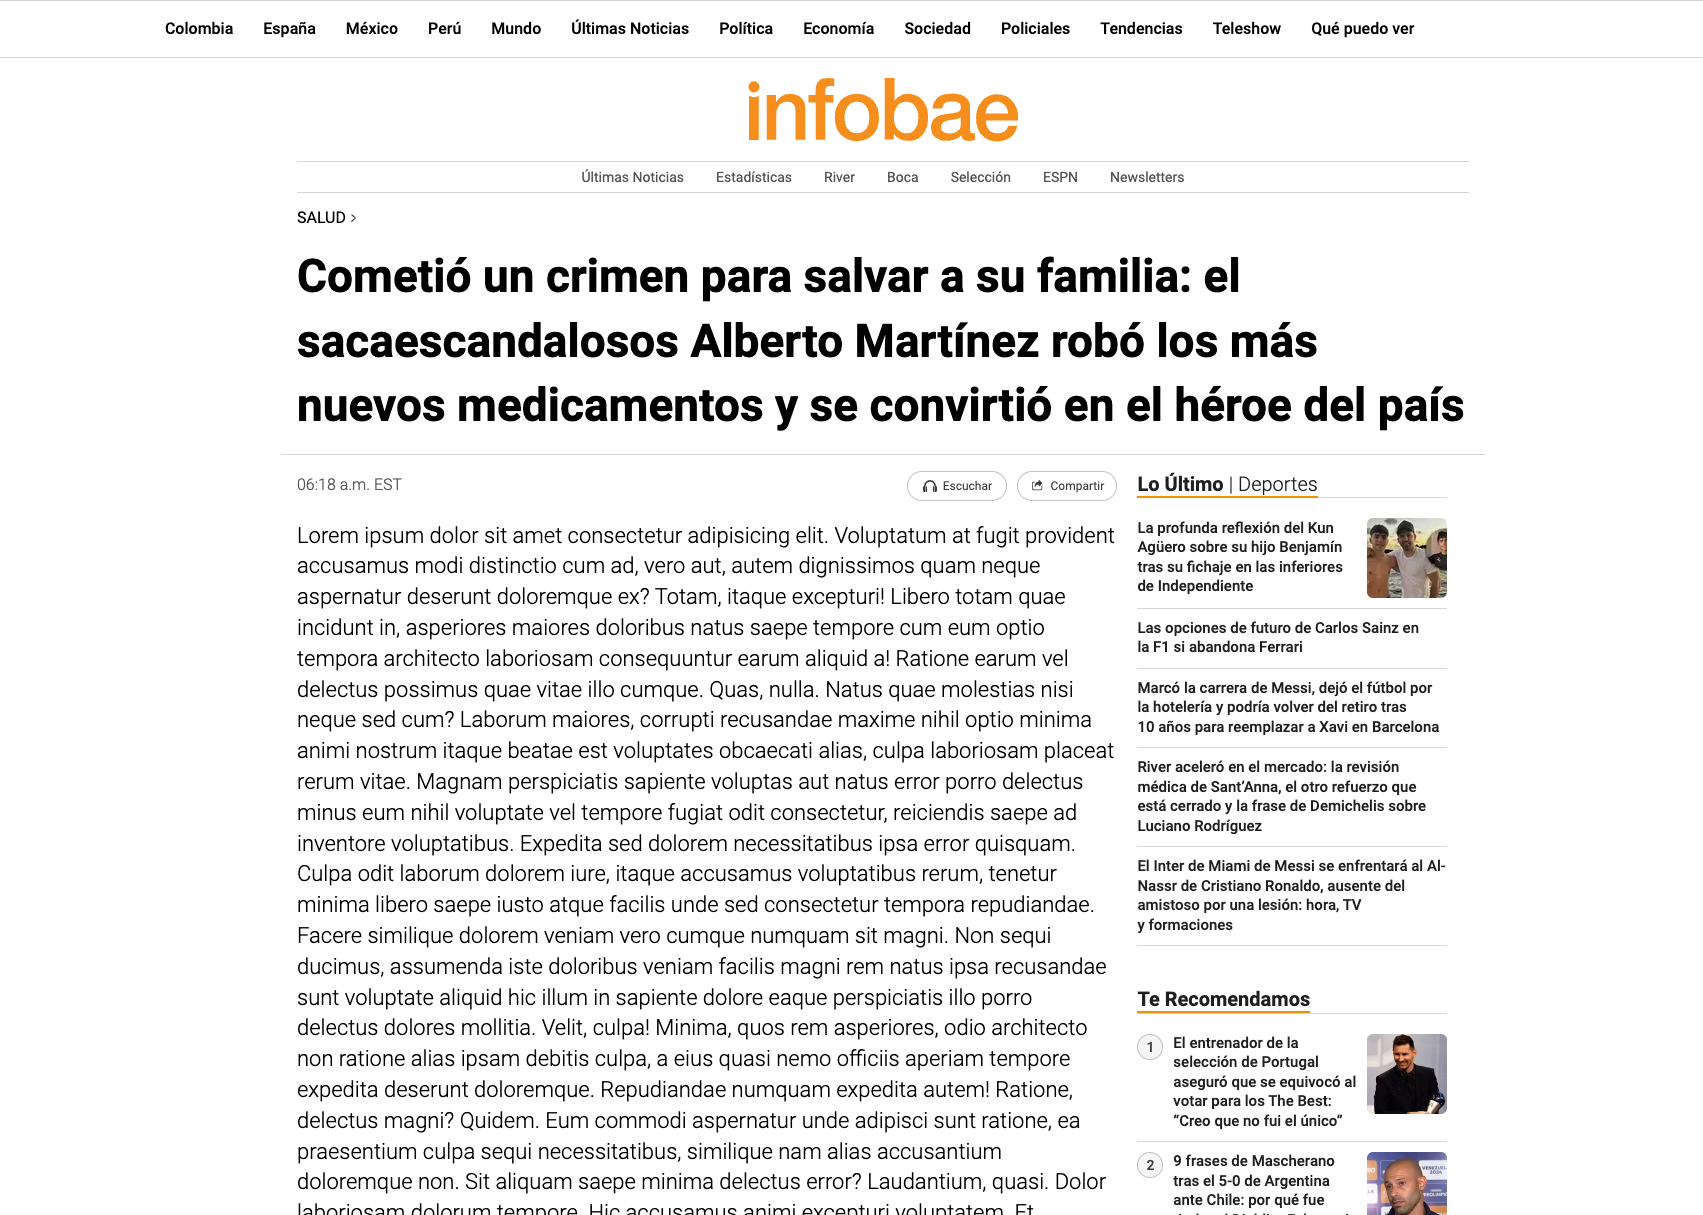 Colombia España México Perú Mundo Últimas Noticias Política Economía Sociedad Policiales Tendencias Teleshow Qué puedo ver
infobae
Últimas Noticias Estadísticas River Boca Selección ESPN Newsletters
SALUD >
Cometió un crimen para salvar a su familia: el
sacaescandalosos Alberto Martínez robó los más
nuevos medicamentos y se convirtió en el héroe del país
06:18 a.m. EST
Escuchar
Compartir
Lorem ipsum dolor sit amet consectetur adipisicing elit. Voluptatum at fugit provident
accusamus modi distinctio cum ad, vero aut, autem dignissimos quam neque
aspernatur deserunt doloremque ex? Totam, itaque excepturi! Libero totam quae
incidunt in, asperiores maiores doloribus natus saepe tempore cum eum optio
tempora architecto laboriosam consequuntur earum aliquid a! Ratione earum vel
delectus possimus quae vitae illo cumque. Quas, nulla. Natus quae molestias nisi
neque sed cum? Laborum maiores, corrupti recusandae maxime nihil optio minima
animi nostrum itaque beatae est voluptates obcaecati alias, culpa laboriosam placeat
rerum vitae. Magnam perspiciatis sapiente voluptas aut natus error porro delectus
minus eum nihil voluptate vel tempore fugiat odit consectetur, reiciendis saepe ad
inventore voluptatibus. Expedita sed dolorem necessitatibus ipsa error quisquam.
Culpa odit laborum dolorem iure, itaque accusamus voluptatibus rerum, tenetur
minima libero saepe iusto atque facilis unde sed consectetur tempora repudiandae.
Facere similique dolorem veniam vero cumque numquam sit magni. Non sequi
ducimus, assumenda iste doloribus veniam facilis magni rem natus ipsa recusandae
sunt voluptate aliquid hic illum in sapiente dolore eaque perspiciatis illo porro
delectus dolores mollitia. Velit, culpa! Minima, quos rem asperiores, odio architecto
non ratione alias ipsam debitis culpa, a eius quasi nemo officiis aperiam tempore
expedita deserunt doloremque. Repudiandae numquam expedita autem! Ratione,
delectus magni? Quidem. Eum commodi aspernatur unde adipisci sunt ratione, ea
praesentium culpa sequi necessitatibus, similique nam alias accusantium
doloremque non. Sit aliquam saepe minima delectus error? Laudantium, quasi. Dolor
laboriosam dolorum tempore. Hic accusamus animi excepturi voluptatem. Et
Lo Último | Deportes
La profunda reflexión del Kun
Agüero sobre su hijo Benjamín
tras su fichaje en las inferiores
de Independiente
Las opciones de futuro de Carlos Sainz en
la F1 si abandona Ferrari
Marcó la carrera de Messi, dejó el fútbol por
la hotelería y podría volver del retiro tras
10 años para reemplazar a Xavi en Barcelona
River aceleró en el mercado: la revisión
médica de Sant’Anna, el otro refuerzo que
está cerrado y la frase de Demichelis sobre
Luciano Rodríguez
El Inter de Miami de Messi se enfrentará al Al-
Nassr de Cristiano Ronaldo, ausente del
amistoso por una lesión: hora, TV
y formaciones
Te Recomendamos
1
El entrenador de la
selección de Portugal
aseguró que se equivocó al
votar para los The Best:
“Creo que no fui el único”
2
9 frases de Mascherano
tras el 5-0 de Argentina
ante Chile: por qué fue